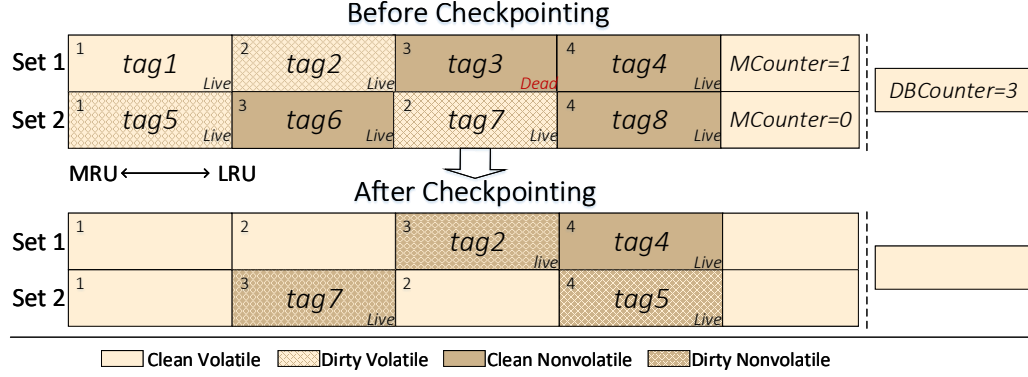 Before Checkpointing
Set 1 1 tag1 Live 2 tag2 Live 3 tag3 Dead 4 tag4 Live MCounter=1
DBCounter=3
Set 2 tag5 Live 3 tag6 Live 2 tag7 Live 4 tag8 Live MCounter=0
1
MRU LRU
After Checkpointing
Set 1 1 2 3 tag2 live 4 tag4 Live
Set 2 1 3 tag7 Live 2 4 tag5 Live
Clean Volatile Dirty Volatile Clean Nonvolatile Dirty Nonvolatile